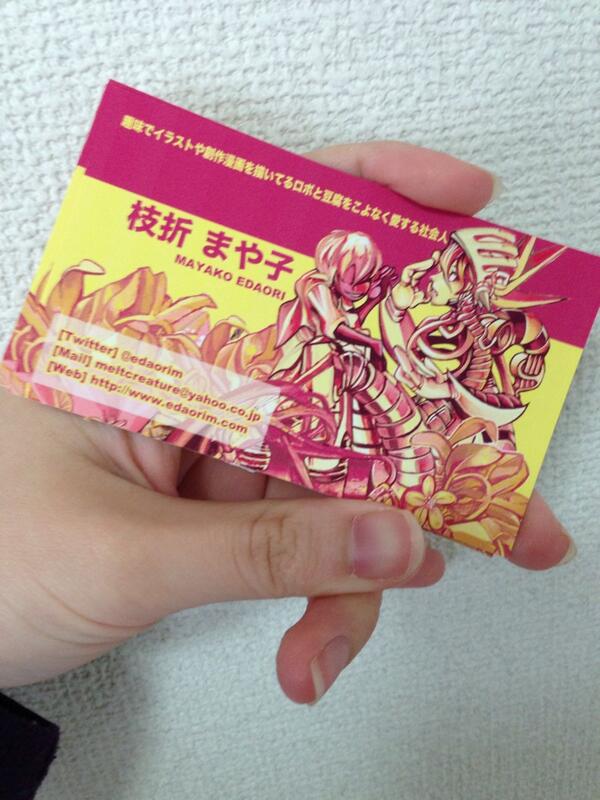 趣味でイラストや創作漫画を描いてるロボと豆腐をこよなく愛する社会人
枝折 まや子
MAYAKO EDAORI
[Twitter] @edaorim
[Mail] meltcreature@yahoo.co.jp
[Web] http://www.edaorim.com